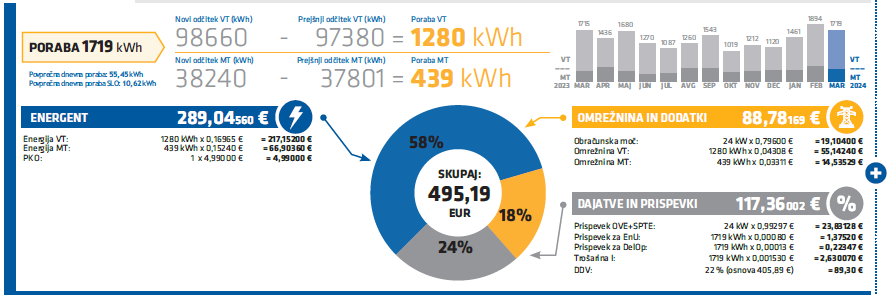 PORABA 1719 kWh
Povprečna dnevna poraba: 55,45kWh
Povprečna dnevna poraba SLO: 10,62kWh
Novi odčitek VT (kWh) Prejšnji odčitek VT (kWh) Poraba VT
98660 - 97380 = 1280 kWh
Novi odčitek MT (kWh) Prejšnji odčitek MT (kWh) Poraba MT
38240 - 37801 = 439 kWh
1715 1436 1680 1270 1087 1260 1543 1019 1212 1120 1461 1894 1719
VT VT
MT MT
2023 MAR APR MAJ JUN JUL AVG SEP OKT NOV DEC JAN FEB MAR 2024
ENERGENT 289,04560 €
Energija VT: 1280 kWh x 0,16965 € = 217,15200 €
Energija MT: 439 kWh x 0,15240 € = 66,90360 €
PKO: 1 x 4,99000 € = 4,99000 €
58%
SKUPAJ:
495,19
EUR
18%
24%
OMREŽNINA IN DODATKI 88,78169 €
Obračunska moč: 24 kW x 0,79600 € = 19,10400 €
Omrežnina VT: 1280 kWh x 0,04308 € = 55,14240 €
Omrežnina MT: 439 kWh x 0,03311 € = 14,53529 €
DAJATVE IN PRISPEVKI 117,36002 € %
Prispevek OVE+SPTE: 24 kW x 0,99297 € = 23,83128 €
Prispevek za EnU: 1719 kWh x 0,00080 € = 1,37520 €
Prispevek za DelOp: 1719 kWh x 0,00013 € = 0,22347 €
Trošarina I: 1719 kWh x 0,001530 € = 2,630070 €
DDV: 22 % (osnova 405,89 €) = 89,30 €